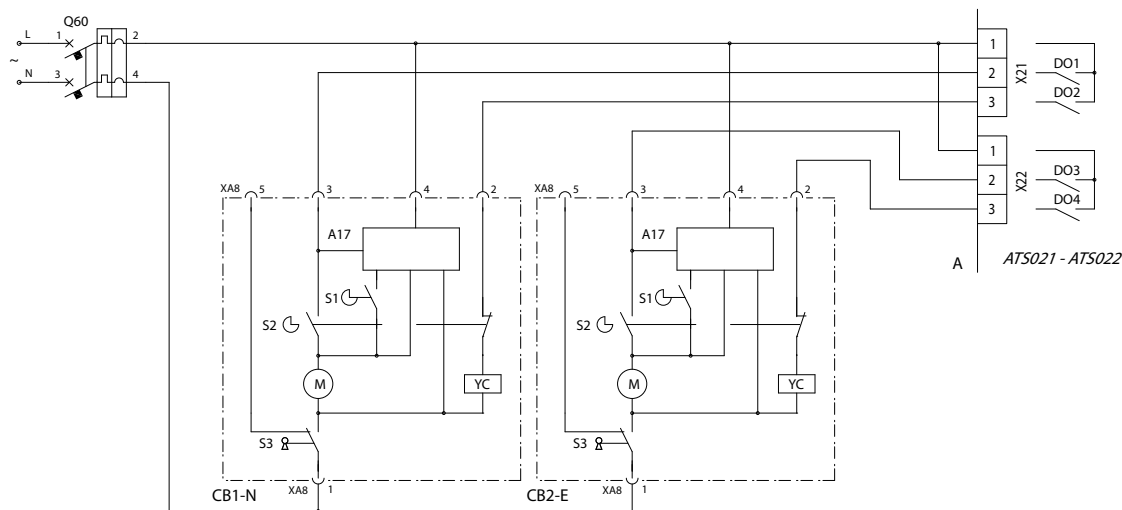 Q60
L 1 2
~
N 3 4
1
2
3
X21
DO1
DO2
1
2
3
X22
DO3
DO4
A
ATS021 - ATS022
XA8 5 3 4 2
A17
S1
S2
M
YC
S3
CB1-N
XA8 1
XA8 5 3 4 2
A17
S1
S2
M
YC
S3
CB2-E
XA8 1